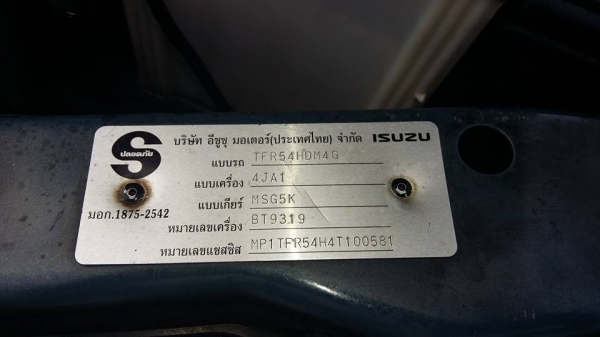 บริษัท อีซูซุ มอเตอร์(ประเทศไทย) จำกัด ISUZU
S
ปลอดภัย
แบบรถ TFR54HDM4G
แบบเครื่อง 4JA1
แบบเกียร์ MSG5K
มอก.1875-2542
หมายเลขเครื่อง BT9319
หมายเลขแชสซิส MP1TFR54H4T100581